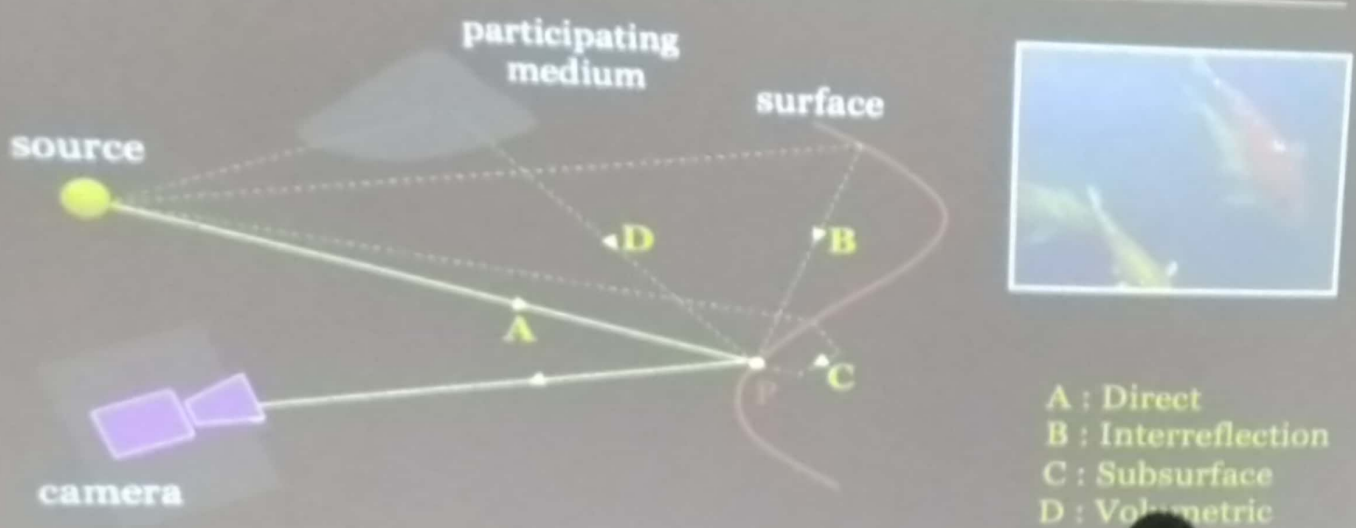 participating
medium
surface
source
D
B
A
C
P
camera
A : Direct
B : Interreflection
C : Subsurface
D :